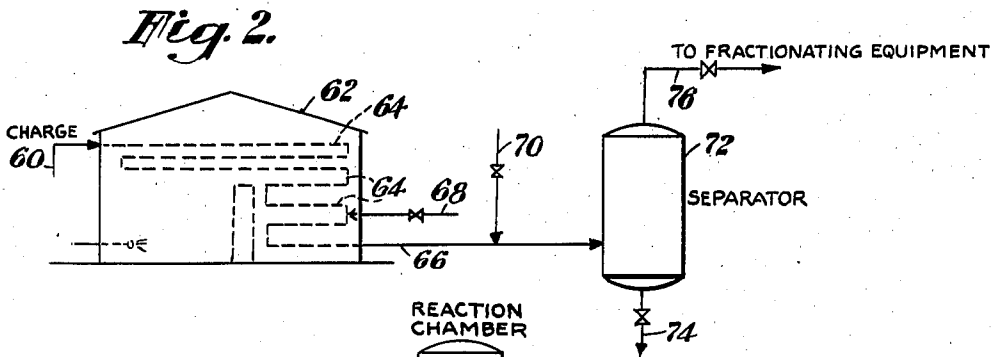 Fig. 2.
TO FRACTIONATING EQUIPMENT
76
62
64
CHARGE
60
70
72
64
68
SEPARATOR
66
REACTION
CHAMBER
74